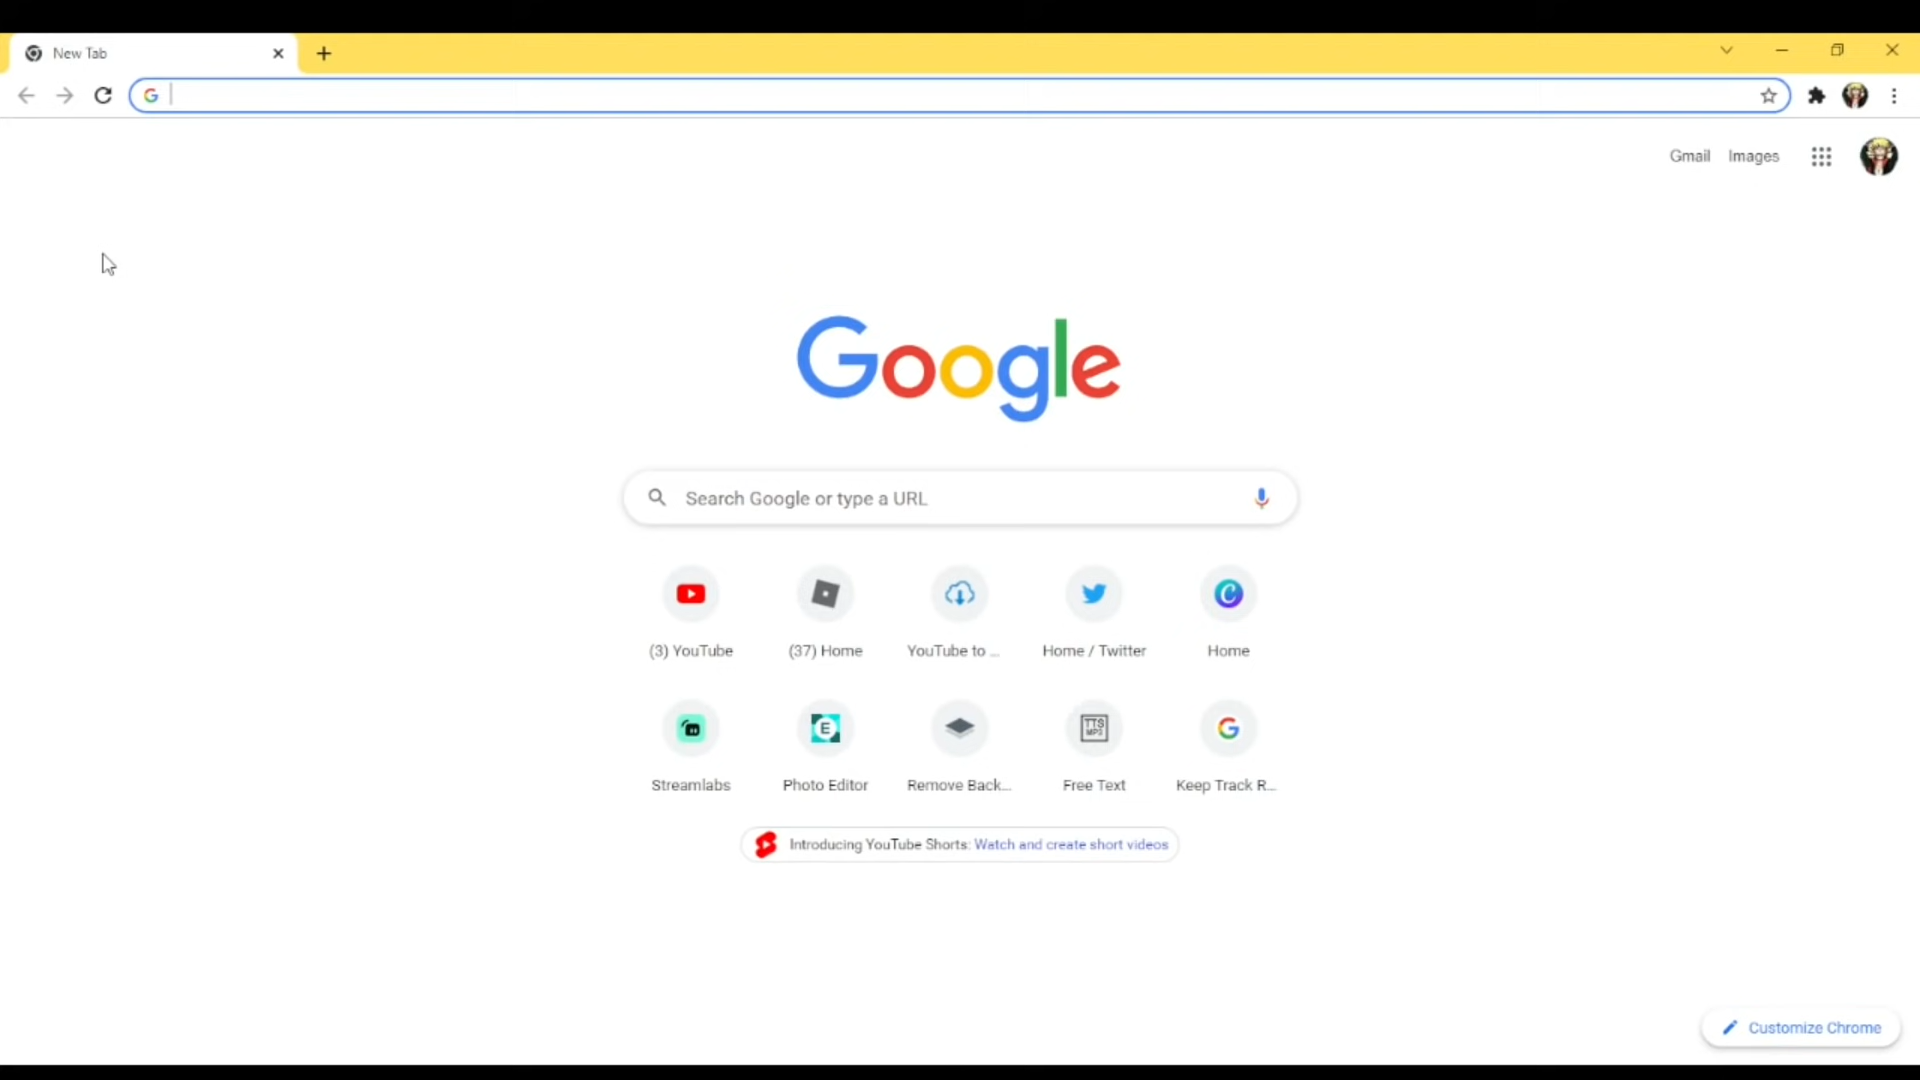 New Tab
Gmail Images
Google
Search Google or type a URL
(3) YouTube (37) Home YouTube to ... Home / Twitter Home
TTS
MP3
Streamlabs Photo Editor Remove Back... Free Text Keep Track R...
Introducing YouTube Shorts: Watch and create short videos
Customize Chrome